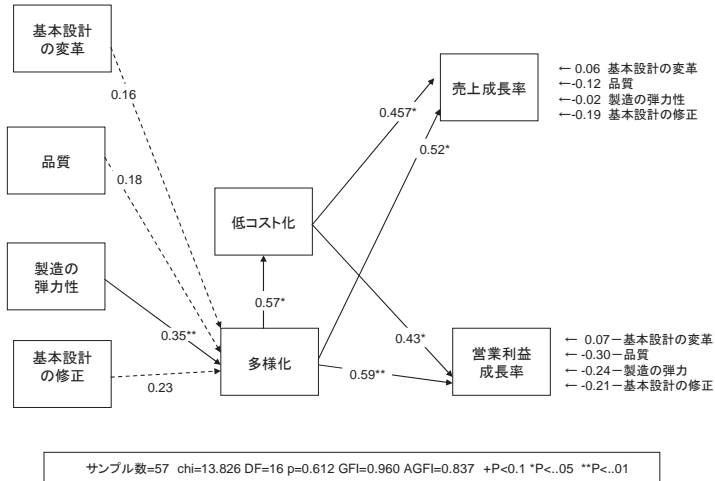 基本設計
の変革
0.16
品質
0.18
製造の
弾力性
0.35**
基本設計
の修正
0.23
低コスト化
0.57*
多様化
0.457*
0.52*
0.43*
0.59**
売上成長率
← 0.06 基本設計の変革
←-0.12 品質
←-0.02 製造の弾力性
←-0.19 基本設計の修正
営業利益
成長率
← 0.07－基本設計の変革
← -0.30－品質
← -0.24－製造の弾力
← -0.21－基本設計の修正
サンプル数=57 chi=13.826 DF=16 p=0.612 GFI=0.960 AGFI=0.837 +P<0.1 *P<..05 **P<..01